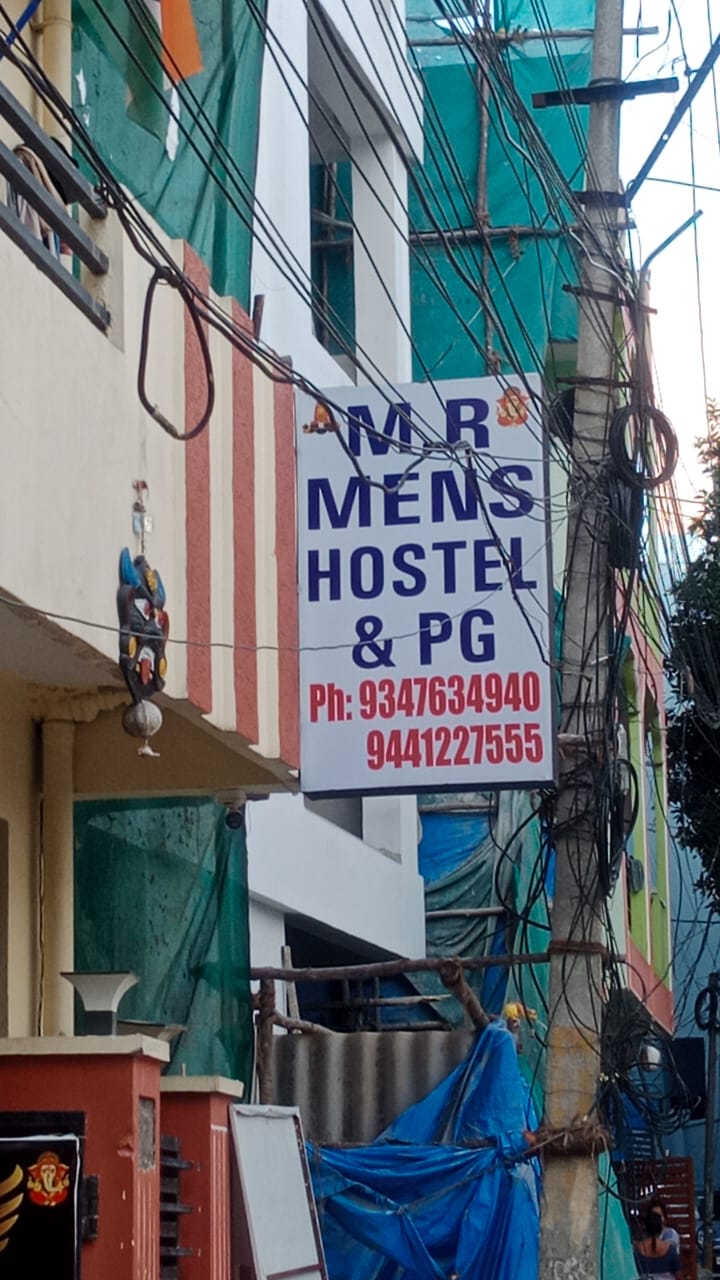 M.R
MENS
HOSTEL
& PG
Ph: 9347634940
9441227555